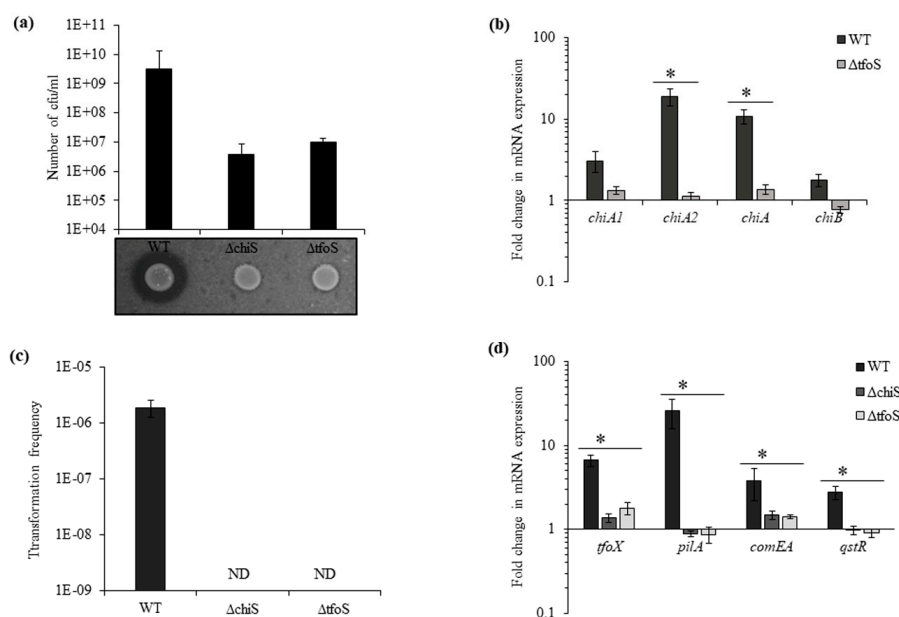 (a)
Number of cfu/ml
1E+11
1E+10
1E+09
1E+08
1E+07
1E+06
1E+05
1E+04
WT ΔchiS ΔtfoS
(b)
Fold change in mRNA expression
100
10
1
0.1
chiA1 chiA2 chiA chiB
* *
WT
ΔtfoS
(c)
Ttransformation frequency
1E-05
1E-06
1E-07
1E-08
1E-09
ND ND
WT ΔchiS ΔtfoS
(d)
Fold change in mRNA expression
100
10
1
0.1
* * * *
tfoX pilA comEA qstR
WT
ΔchiS
ΔtfoS